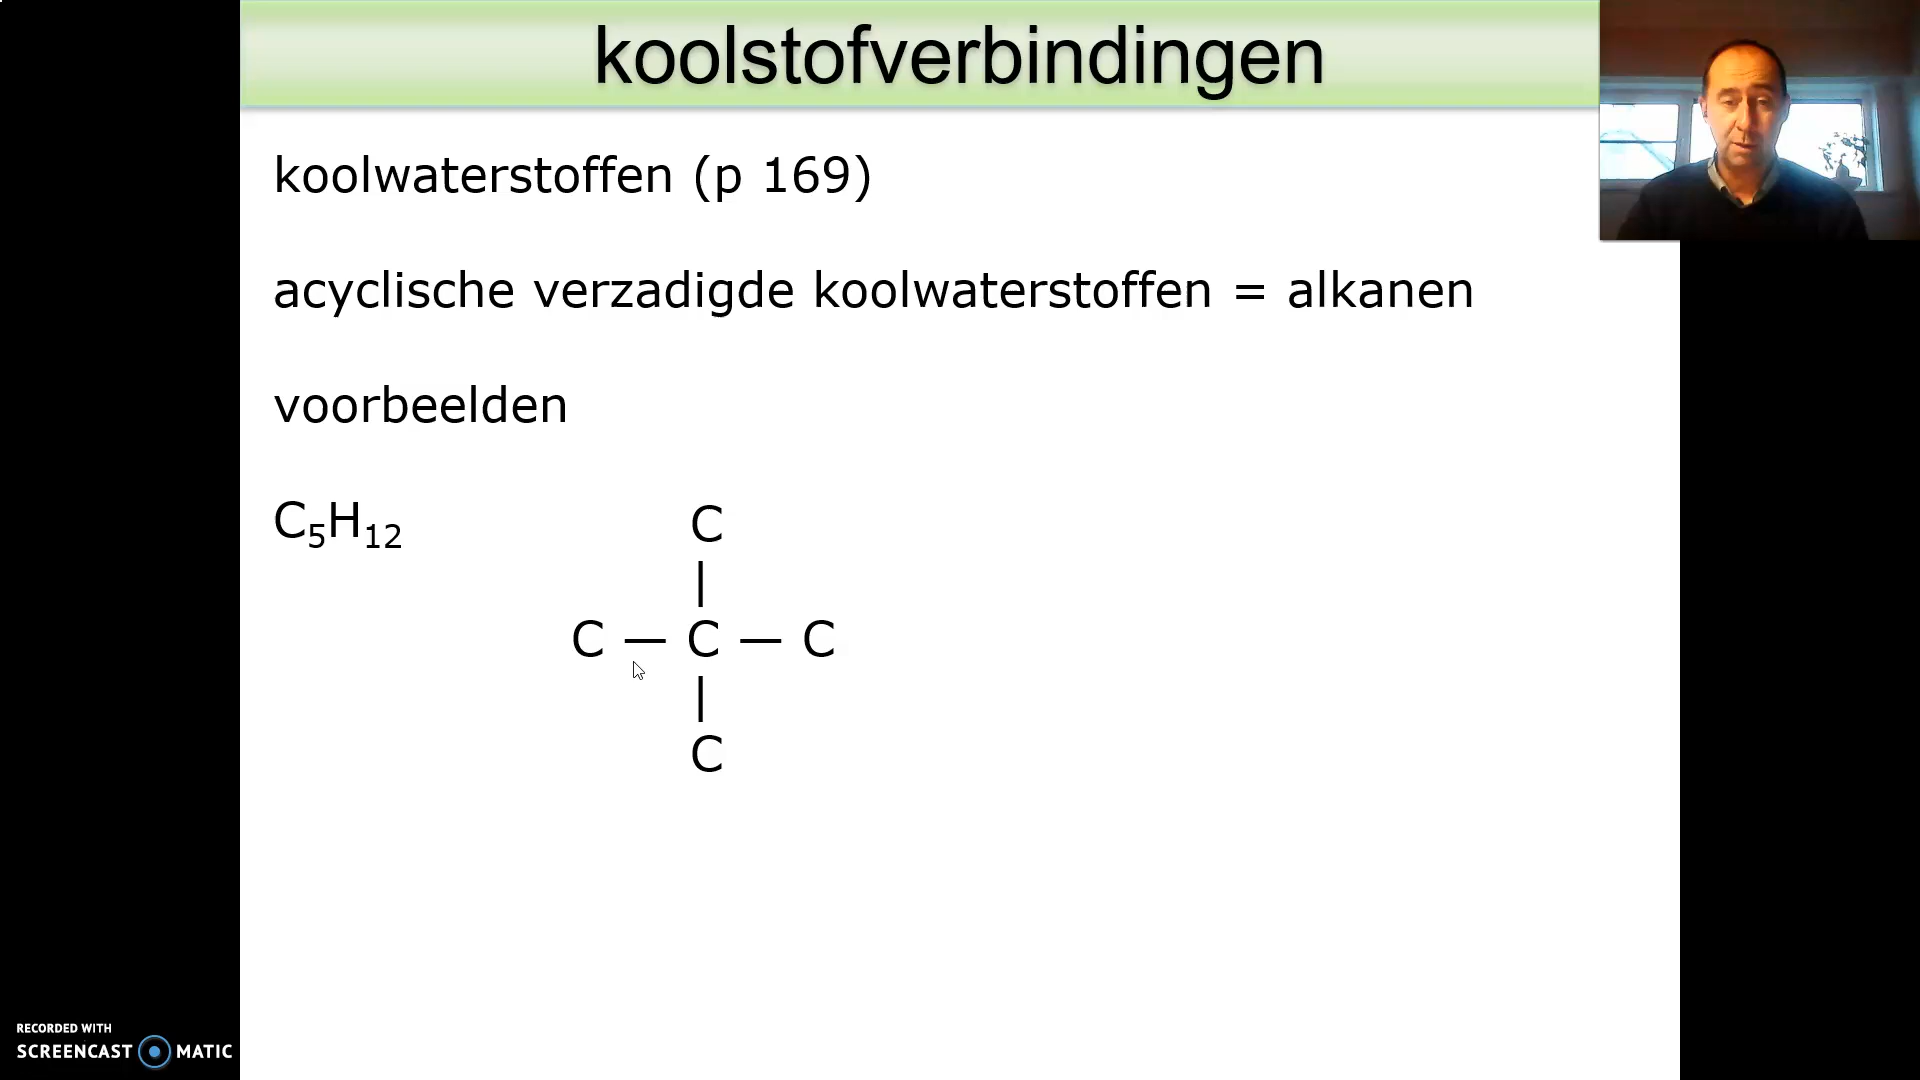 koolstofverbindingen
koolwaterstoffen (p 169)
acyclische verzadigde koolwaterstoffen = alkanen
voorbeelden
C₅H₁₂
C
|
C — C — C
|
C
RECORDED WITH
SCREENCAST MATIC